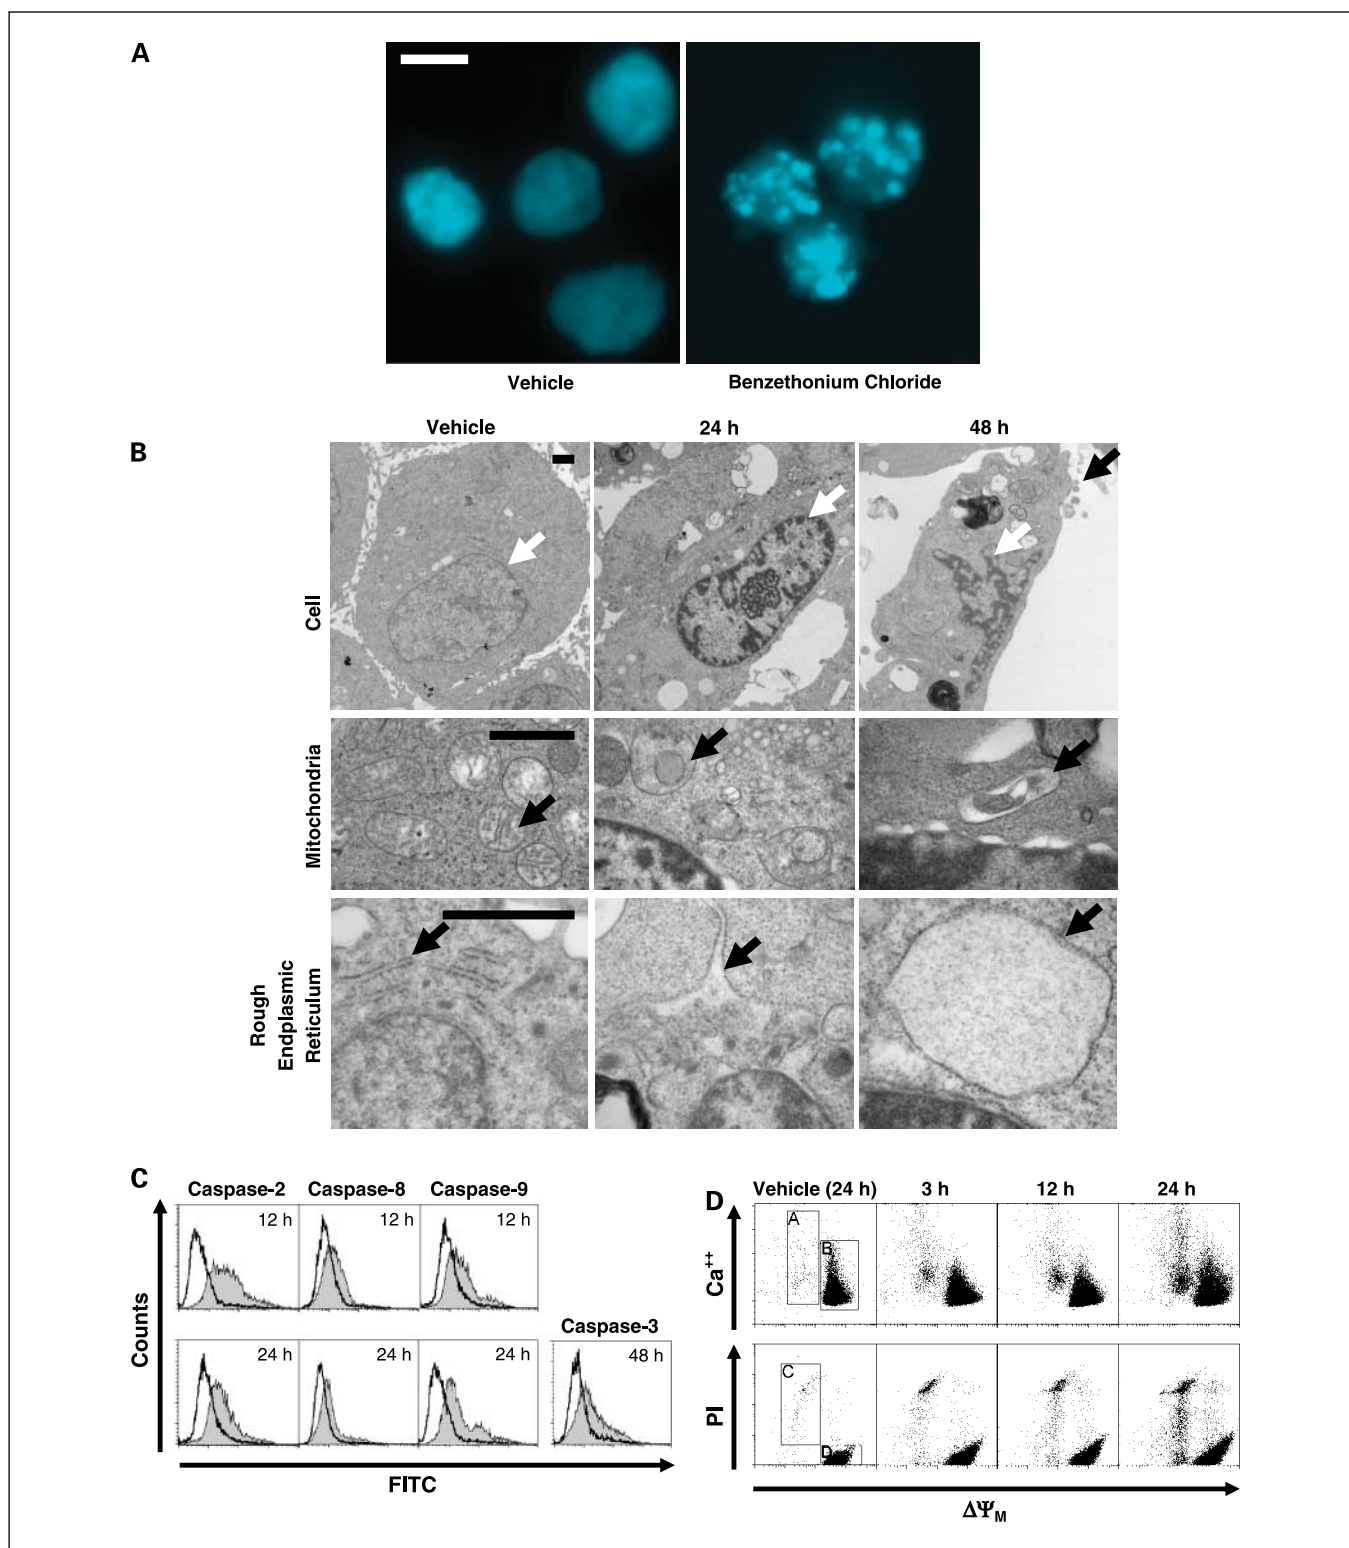 A
Vehicle
Benzethonium Chloride
B
Vehicle
24 h
48 h
Cell
Mitochondria
Rough
Endplasmic
Reticulum
C
Caspase-2
Caspase-8
Caspase-9
12 h
12 h
12 h
Caspase-3
24 h
24 h
24 h
48 h
Counts
FITC
D
Vehicle (24 h)
3 h
12 h
24 h
A
B
Ca++
C
D
PI
ΔΨM